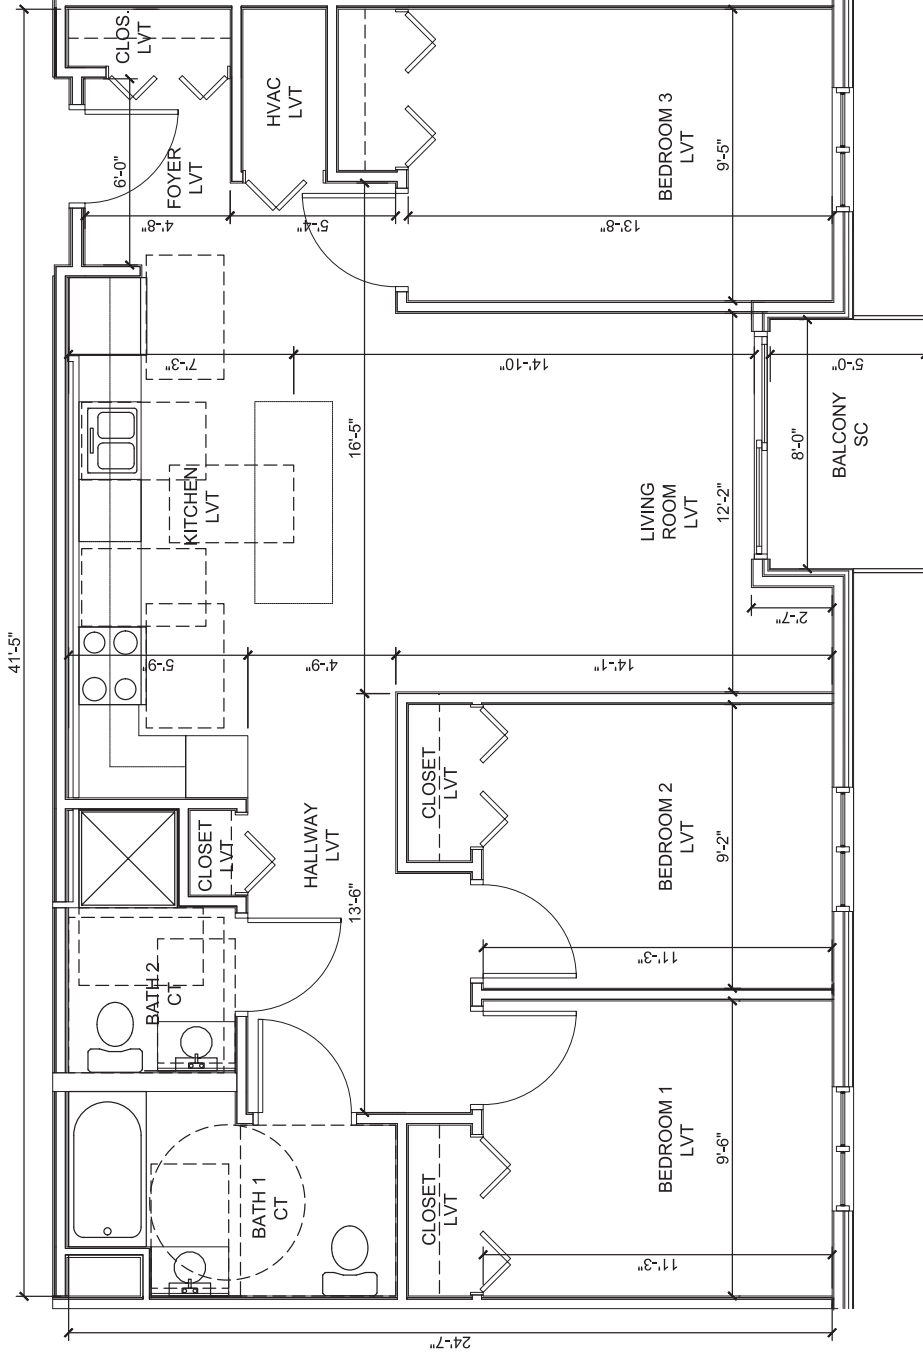 41'-5"
CLOS.
LVT
HVAC
LVT
6'-0"
FOYER
LVT
4'-8"
5'-4"
BEDROOM 3
LVT
9'-5"
13'-8"
7'-3"
14'-10"
5'-0"
16'-5"
KITCHEN
LVT
LIVING
ROOM
LVT
12'-2"
8'-0"
BALCONY
SC
2'-7"
5'-9"
4'-9"
14'-1"
CLOSET
LVT
HALLWAY
LVT
13'-6"
CLOSET
LVT
BEDROOM 2
LVT
9'-2"
11'-3"
BATH 2
CT
BATH 1
CT
CLOSET
LVT
BEDROOM 1
LVT
9'-6"
11'-3"
24'-7"